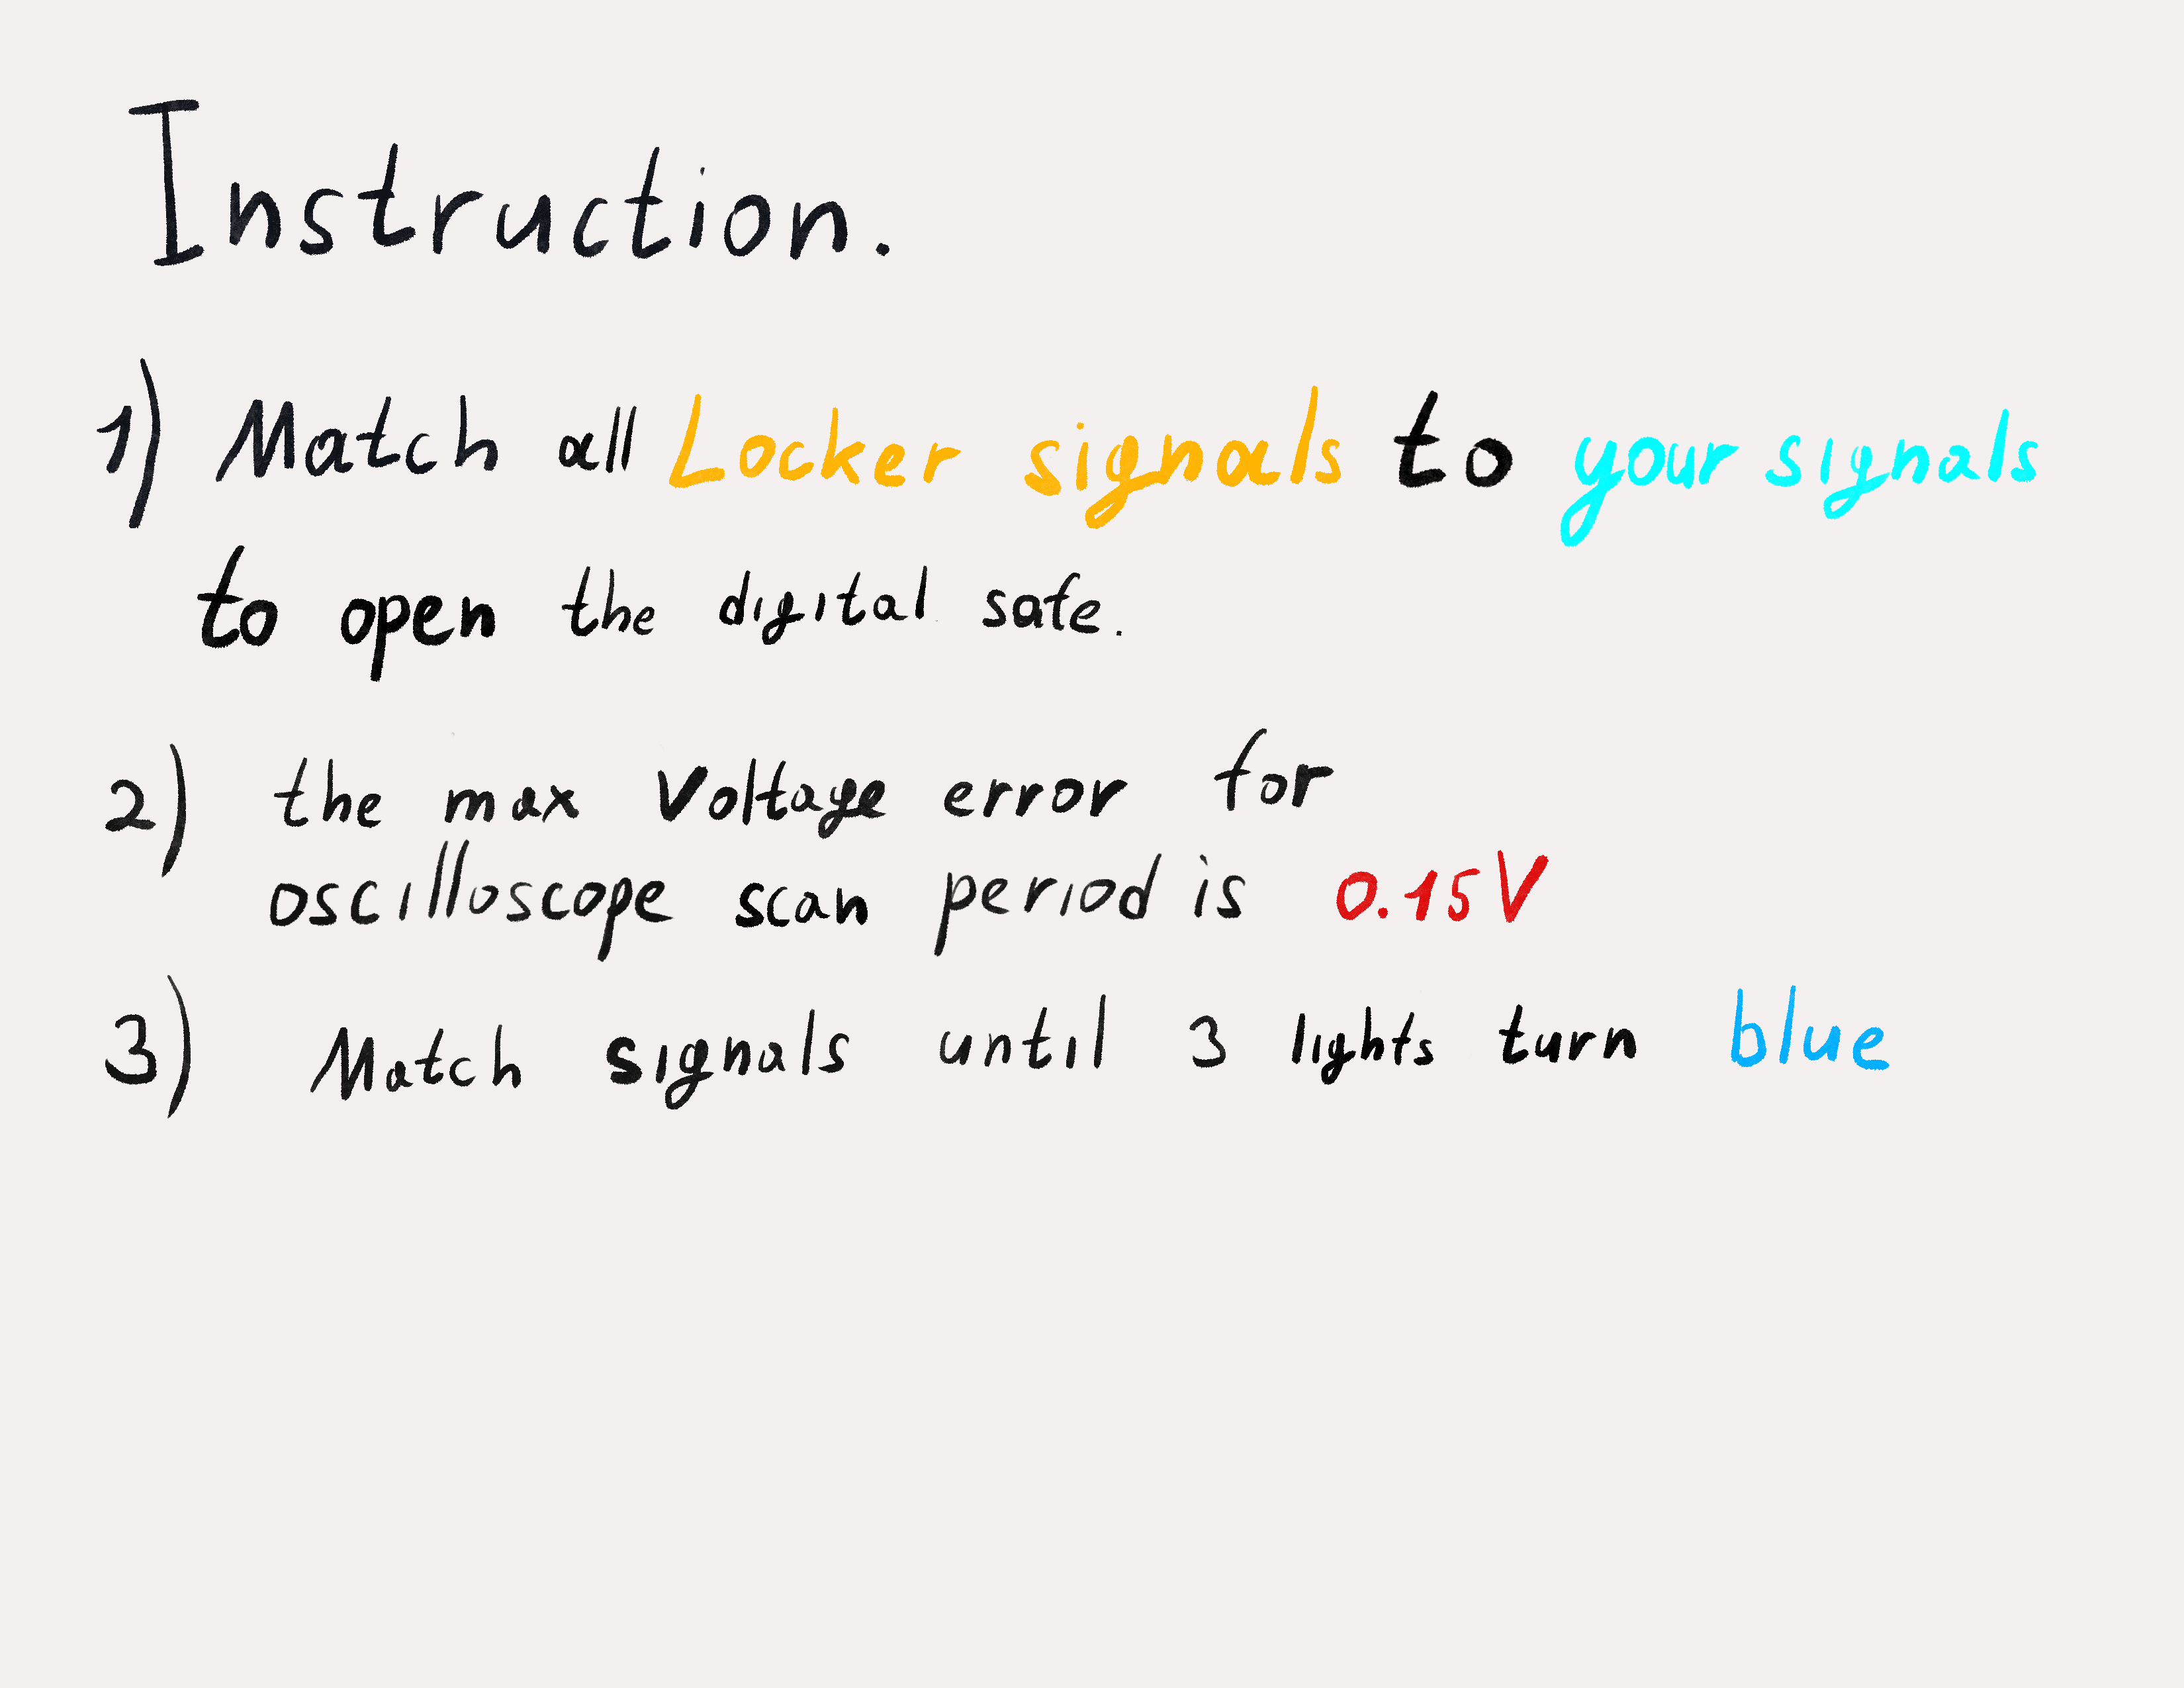 Instruction.
1) Match all Locker signals to your signals
to open the digital safe.
2) the max voltage error for
oscilloscope scan period is 0.15V
3) Match signals until 3 lights turn blue